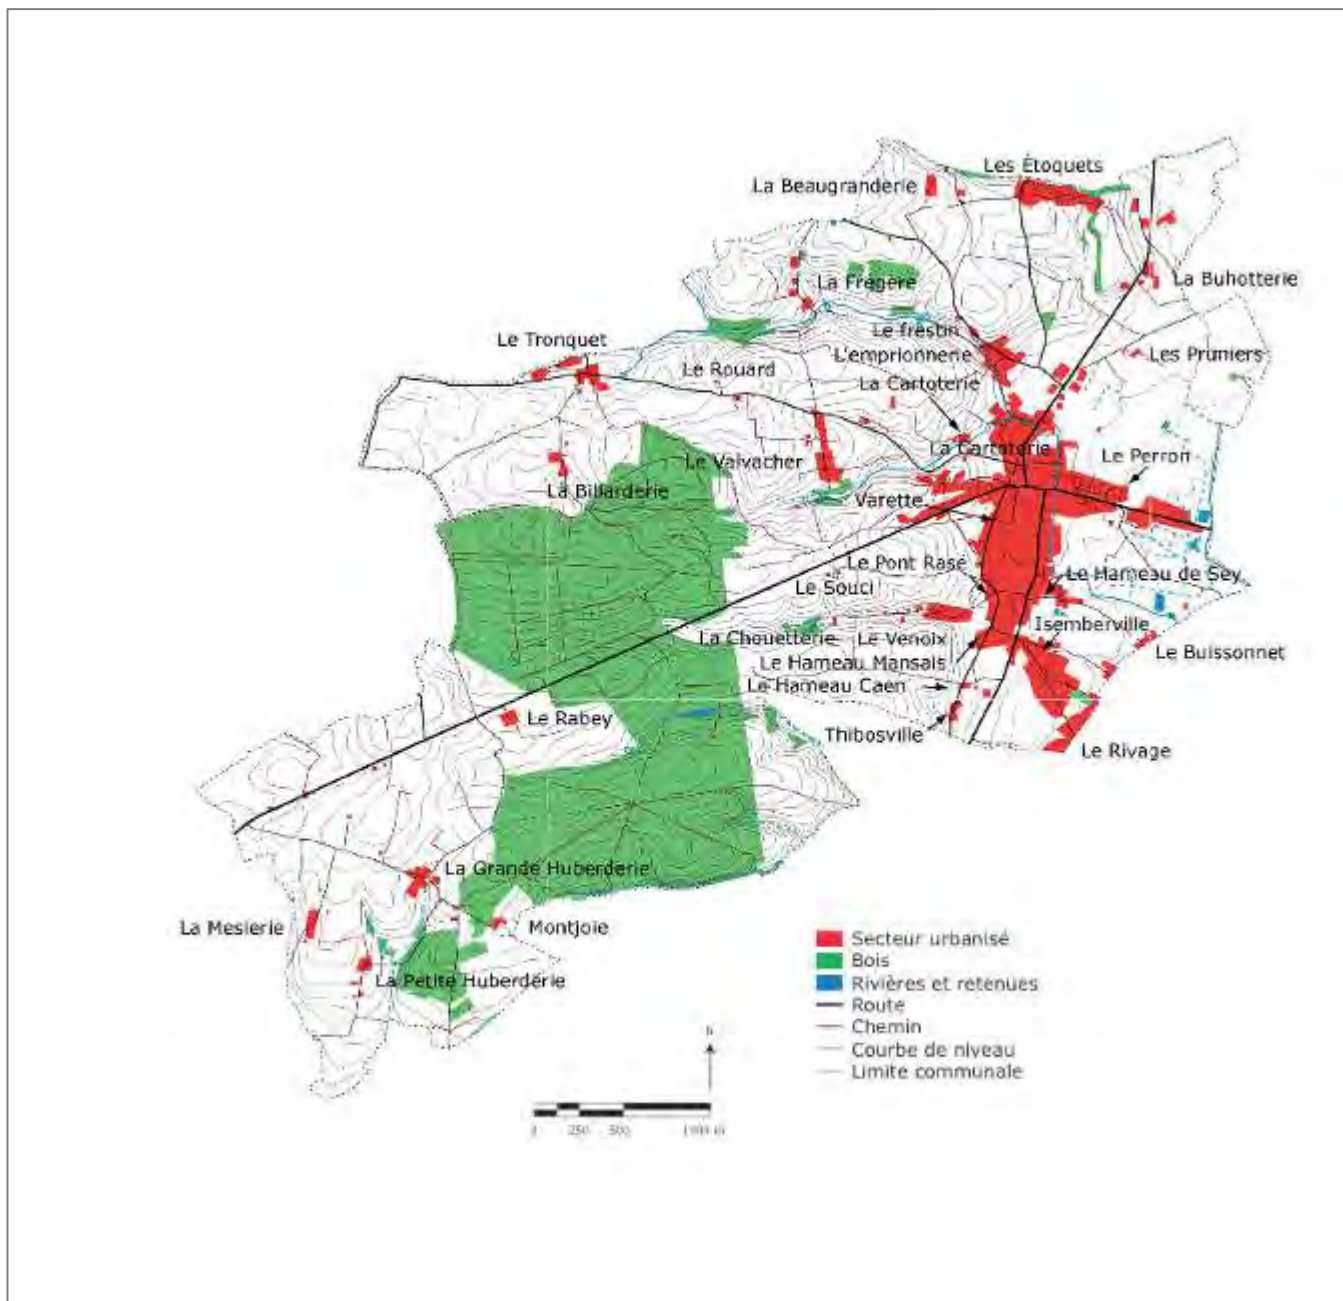 Les Étoquets
La Beaugranderie
La Buhotterie
La Fregère
Le frestin
Le Tronquet
L'emprionnerie
Les Pruniers
Le Rouard
La Cartoterie
La Cartoterie
Le Perron
Le Valvacher
La Billarderie
Varette
Le Pont Rasé
Le Hameau de Sey
Le Souci
Isemberville
La Chouetterie
Le Venoix
Le Buissonnet
Le Hameau Mansais
Le Hameau Caen
Le Rabey
Thibosville
Le Rivage
La Grande Huberderie
La Meslerie
Montjoie
La Petite Huberderie
Secteur urbanisé
Bois
Rivières et retenues
Route
Chemin
Courbe de niveau
Limite communale
0 250 500